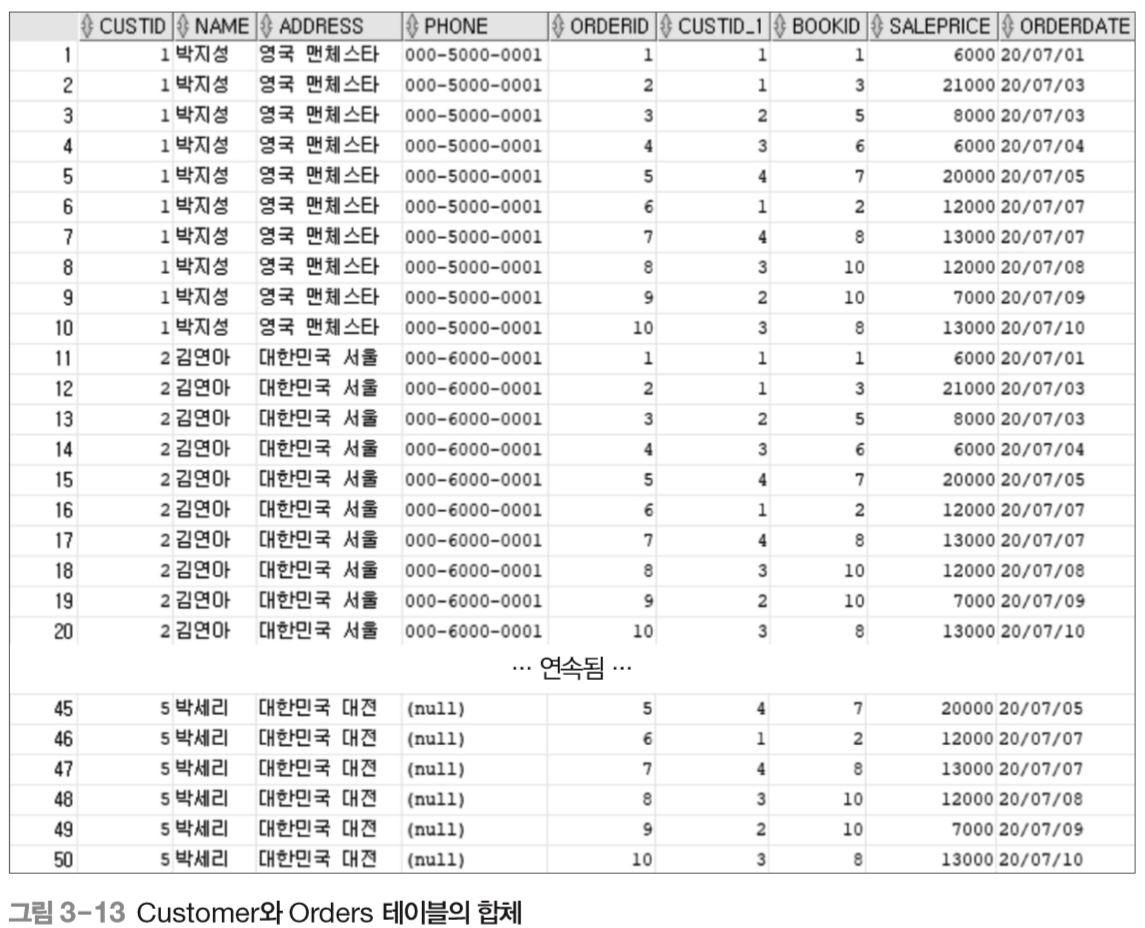 CUSTID NAME ADDRESS PHONE ORDERID CUSTID_1 BOOKID SALEPRICE ORDERDATE
1 1 박지성 영국 맨체스타 000-5000-0001 1 1 1 6000 20/07/01
2 1 박지성 영국 맨체스타 000-5000-0001 2 1 3 21000 20/07/03
3 1 박지성 영국 맨체스타 000-5000-0001 3 2 5 8000 20/07/03
4 1 박지성 영국 맨체스타 000-5000-0001 4 3 6 6000 20/07/04
5 1 박지성 영국 맨체스타 000-5000-0001 5 4 7 20000 20/07/05
6 1 박지성 영국 맨체스타 000-5000-0001 6 1 2 12000 20/07/07
7 1 박지성 영국 맨체스타 000-5000-0001 7 4 8 13000 20/07/07
8 1 박지성 영국 맨체스타 000-5000-0001 8 3 10 12000 20/07/08
9 1 박지성 영국 맨체스타 000-5000-0001 9 2 10 7000 20/07/09
10 1 박지성 영국 맨체스타 000-5000-0001 10 3 8 13000 20/07/10
11 2 김연아 대한민국 서울 000-6000-0001 1 1 1 6000 20/07/01
12 2 김연아 대한민국 서울 000-6000-0001 2 1 3 21000 20/07/03
13 2 김연아 대한민국 서울 000-6000-0001 3 2 5 8000 20/07/03
14 2 김연아 대한민국 서울 000-6000-0001 4 3 6 6000 20/07/04
15 2 김연아 대한민국 서울 000-6000-0001 5 4 7 20000 20/07/05
16 2 김연아 대한민국 서울 000-6000-0001 6 1 2 12000 20/07/07
17 2 김연아 대한민국 서울 000-6000-0001 7 4 8 13000 20/07/07
18 2 김연아 대한민국 서울 000-6000-0001 8 3 10 12000 20/07/08
19 2 김연아 대한민국 서울 000-6000-0001 9 2 10 7000 20/07/09
20 2 김연아 대한민국 서울 000-6000-0001 10 3 8 13000 20/07/10
… 연속됨 …
45 5 박세리 대한민국 대전 (null) 5 4 7 20000 20/07/05
46 5 박세리 대한민국 대전 (null) 6 1 2 12000 20/07/07
47 5 박세리 대한민국 대전 (null) 7 4 8 13000 20/07/07
48 5 박세리 대한민국 대전 (null) 8 3 10 12000 20/07/08
49 5 박세리 대한민국 대전 (null) 9 2 10 7000 20/07/09
50 5 박세리 대한민국 대전 (null) 10 3 8 13000 20/07/10
그림 3-13 Customer와 Orders 테이블의 합체